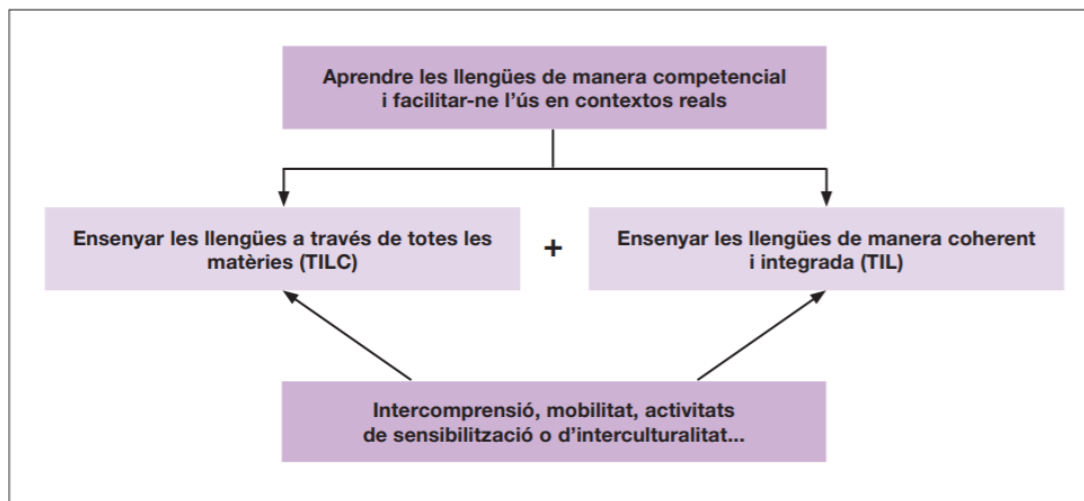 Aprendre les llengües de manera competencial
i facilitar-ne l’ús en contextos reals
Ensenyar les llengües a través de totes les
matèries (TILC)
+
Ensenyar les llengües de manera coherent
i integrada (TIL)
Intercomprensió, mobilitat, activitats
de sensibilització o d’interculturalitat...